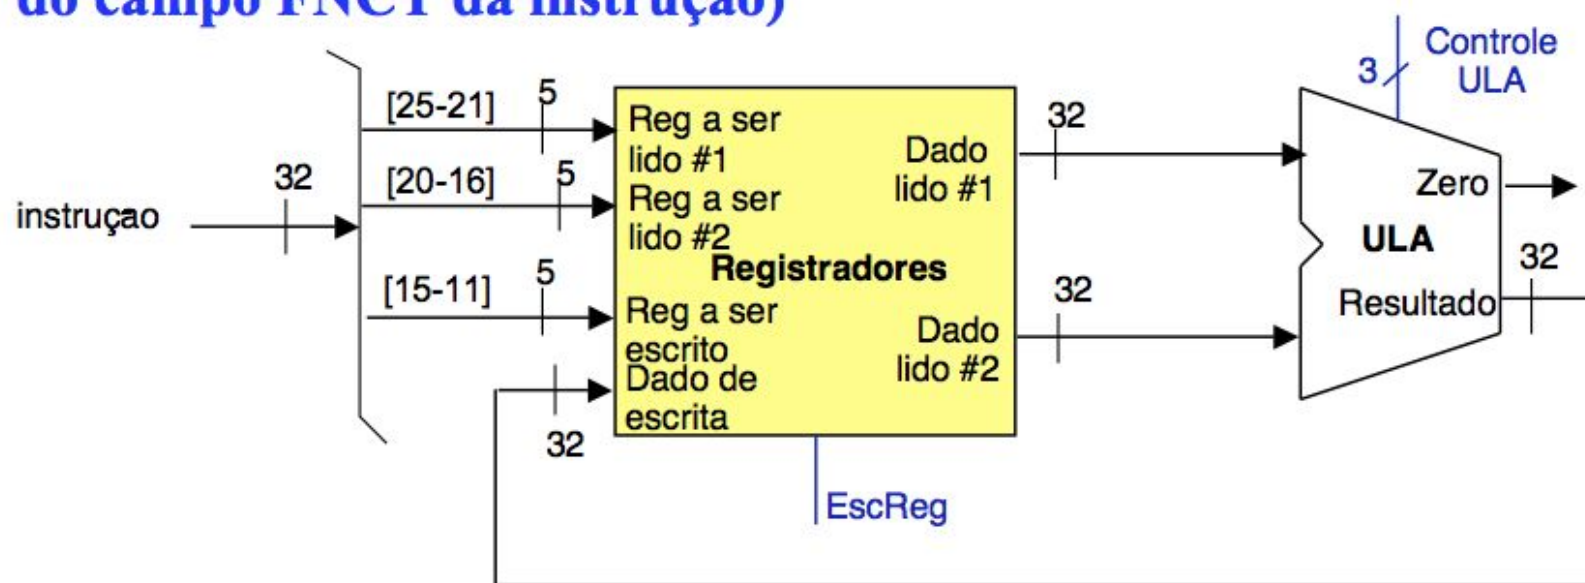 do campo FNCT da instrução)
Controle
ULA
3
[25-21]
5
Reg a ser
lido #1
Dado
lido #1
32
32
[20-16]
5
Reg a ser
lido #2
Zero
instruçao
Registradores
ULA
32
[15-11]
5
Reg a ser
escrito
32
Resultado
Dado
lido #2
Dado de
escrita
32
EscReg